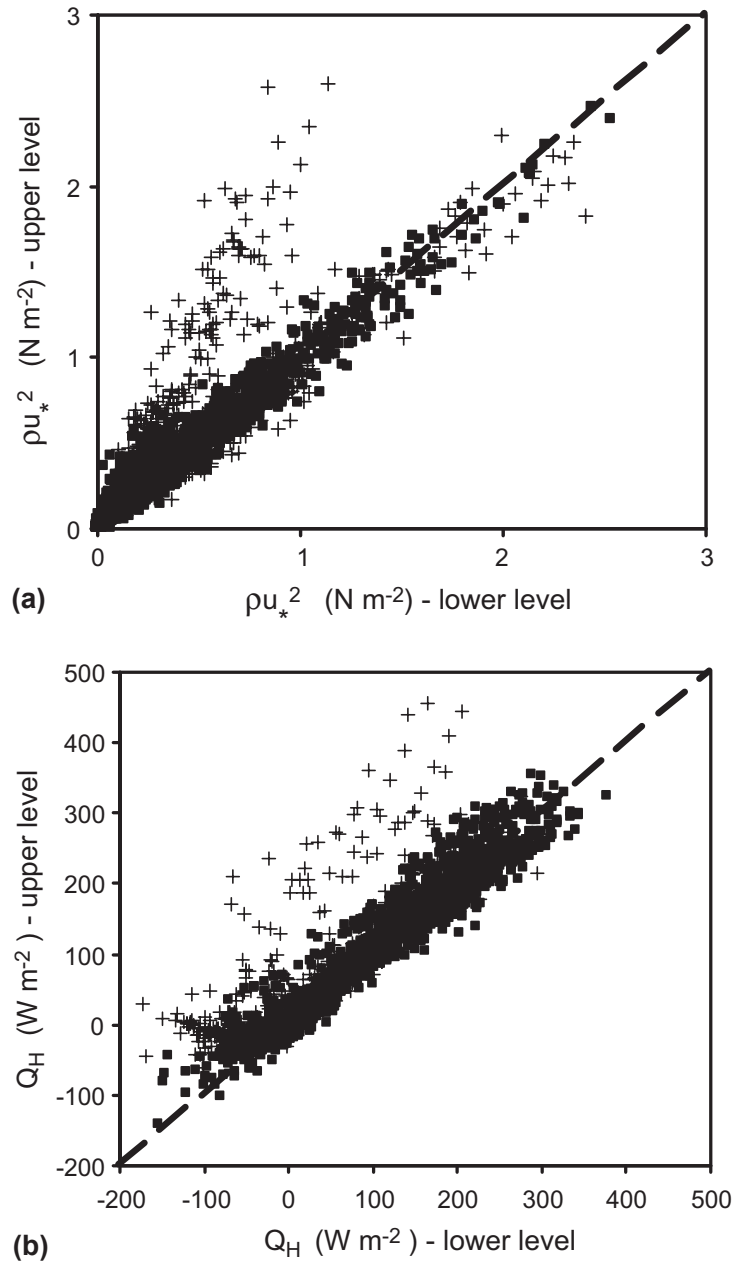 3
2
1
0
ρu*² (N m-2) - upper level
0 1 2 3
(a)
ρu*² (N m-2) - lower level
500
400
300
200
100
0
-100
-200
QH (W m-2) - upper level
-200 -100 0 100 200 300 400 500
(b)
QH (W m-2) - lower level